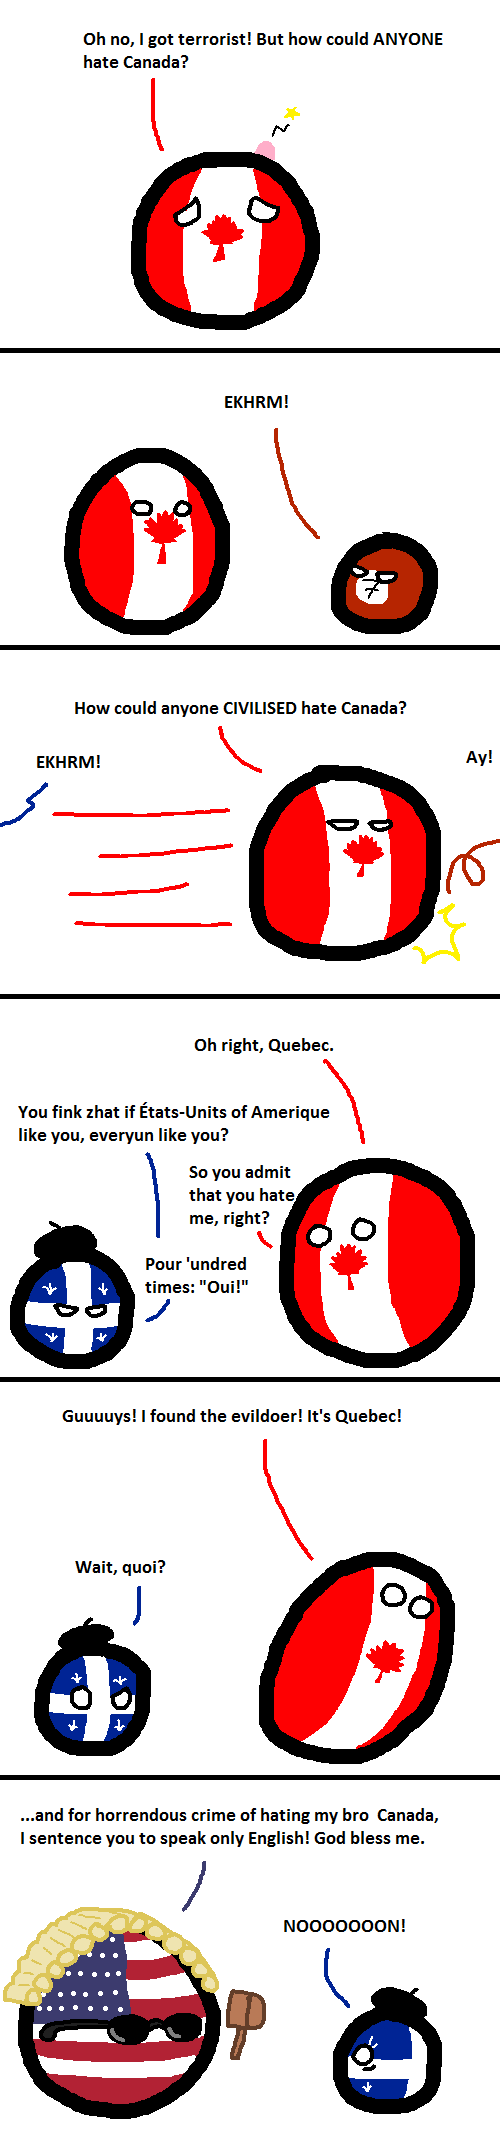 Oh no, I got terrorist! But how could ANYONE
hate Canada?
EKHRM!
How could anyone CIVILISED hate Canada?
EKHRM!
Ay!
Oh right, Quebec.
You fink zhat if États-Units of Amerique
like you, everyun like you?
So you admit
that you hate
me, right?
Pour 'undred
times: "Oui!"
Guuuuys! I found the evildoer! It's Quebec!
Wait, quoi?
...and for horrendous crime of hating my bro  Canada,
I sentence you to speak only English! God bless me.
NOOOOOOON!